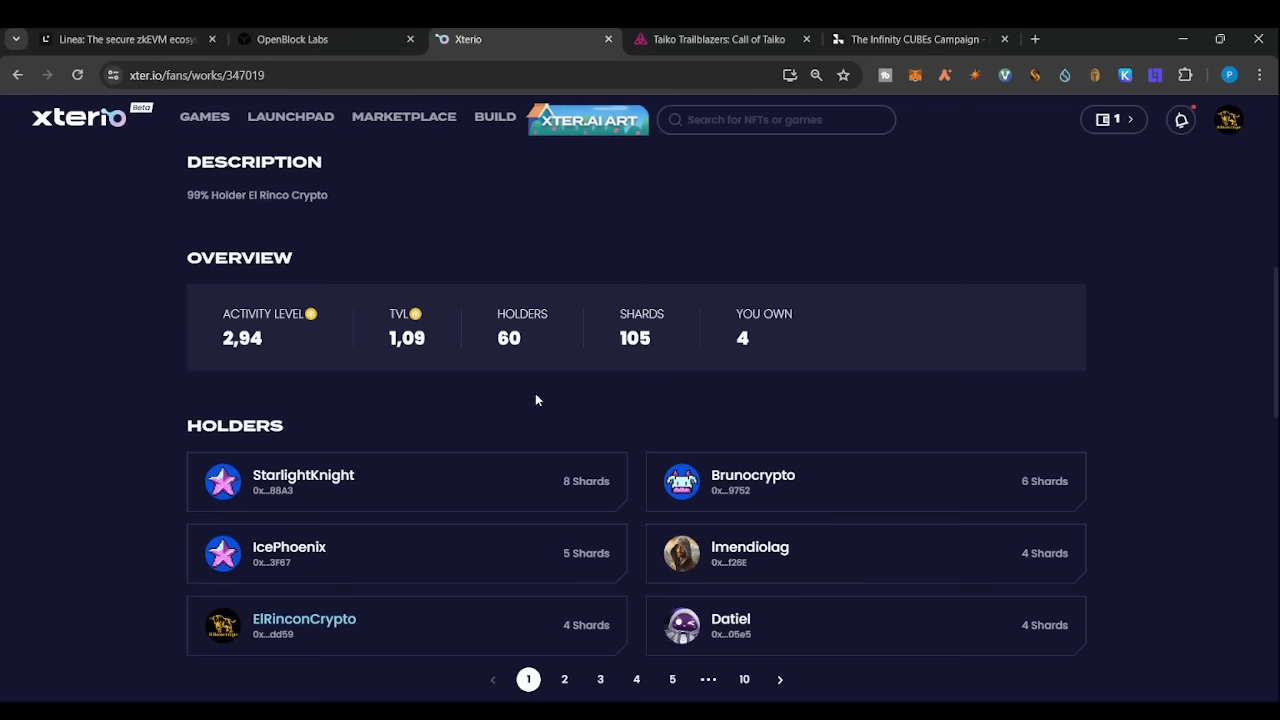 Linea: The secure zkEVM ecosys
OpenBlock Labs
Xterio
Taiko Trailblazers: Call of Taiko
The Infinity CUBEs Campaign -
xter.io/fans/works/347019
P
xterio
Beta
GAMES
LAUNCHPAD
MARKETPLACE
BUILD
XTER.AI ART
Search for NFTs or games
1
DESCRIPTION
99% Holder El Rinco Crypto
OVERVIEW
ACTIVITY LEVEL
TVL
HOLDERS
SHARDS
YOU OWN
2,94
1,09
60
105
4
HOLDERS
StarlightKnight
0x...88A3
8 Shards
Brunocrypto
0x...9752
6 Shards
IcePhoenix
0x...3F67
5 Shards
lmendiolag
0x...f26E
4 Shards
ElRinconCrypto
0x...dd59
4 Shards
Datiel
0x...05e5
4 Shards
1 2 3 4 5 ••• 10